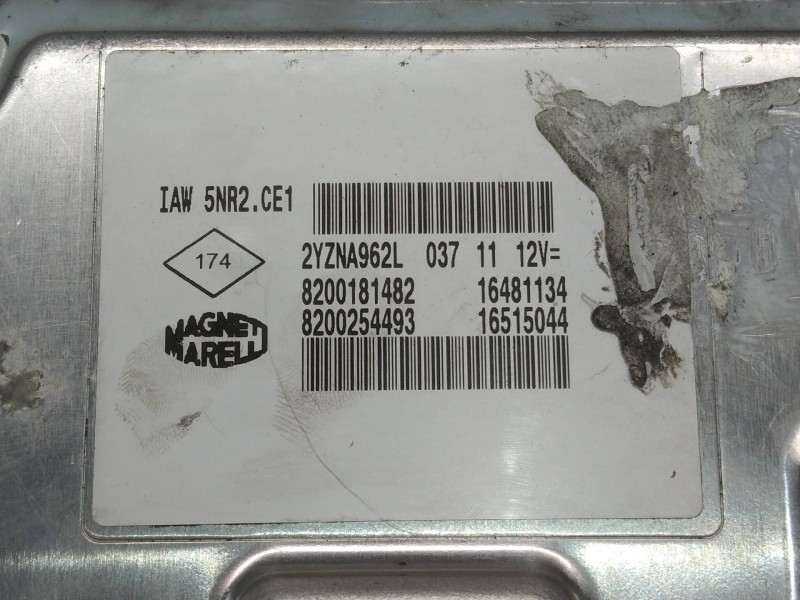 IAW 5NR2.CE1
174
2YZNA962L 037 11 12V=
8200181482 16481134
8200254493 16515044
MAGNETI
MARELLI